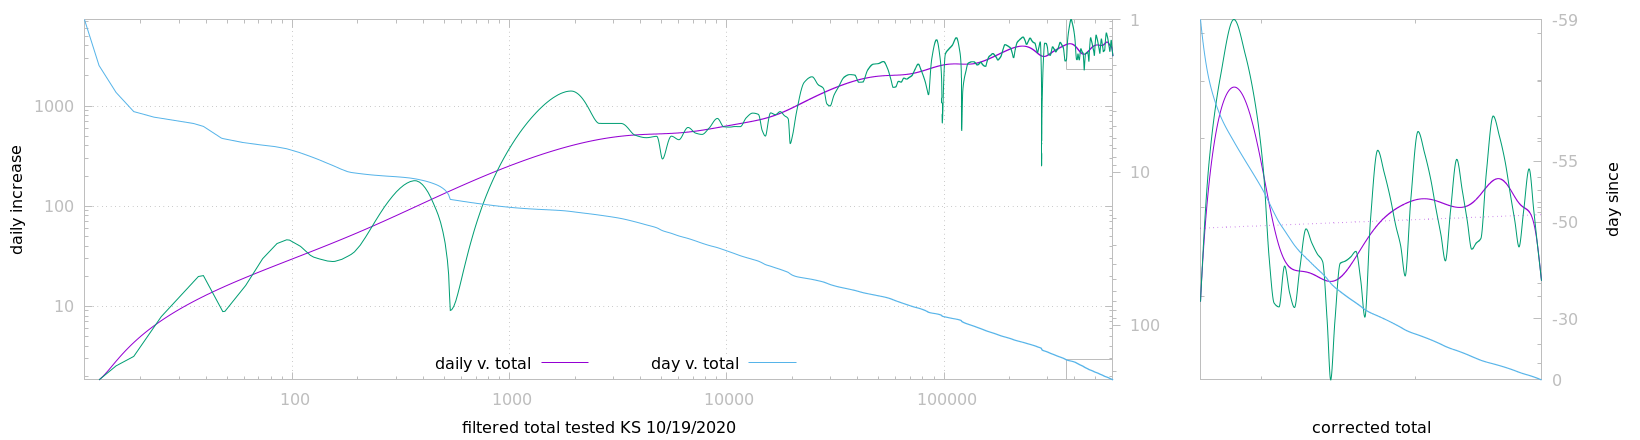 daily increase
1000
100
10
100
1000
10000
100000
filtered total tested KS 10/19/2020
daily v. total
day v. total
1
10
100
-59
-55
-50
-30
0
day since
corrected total